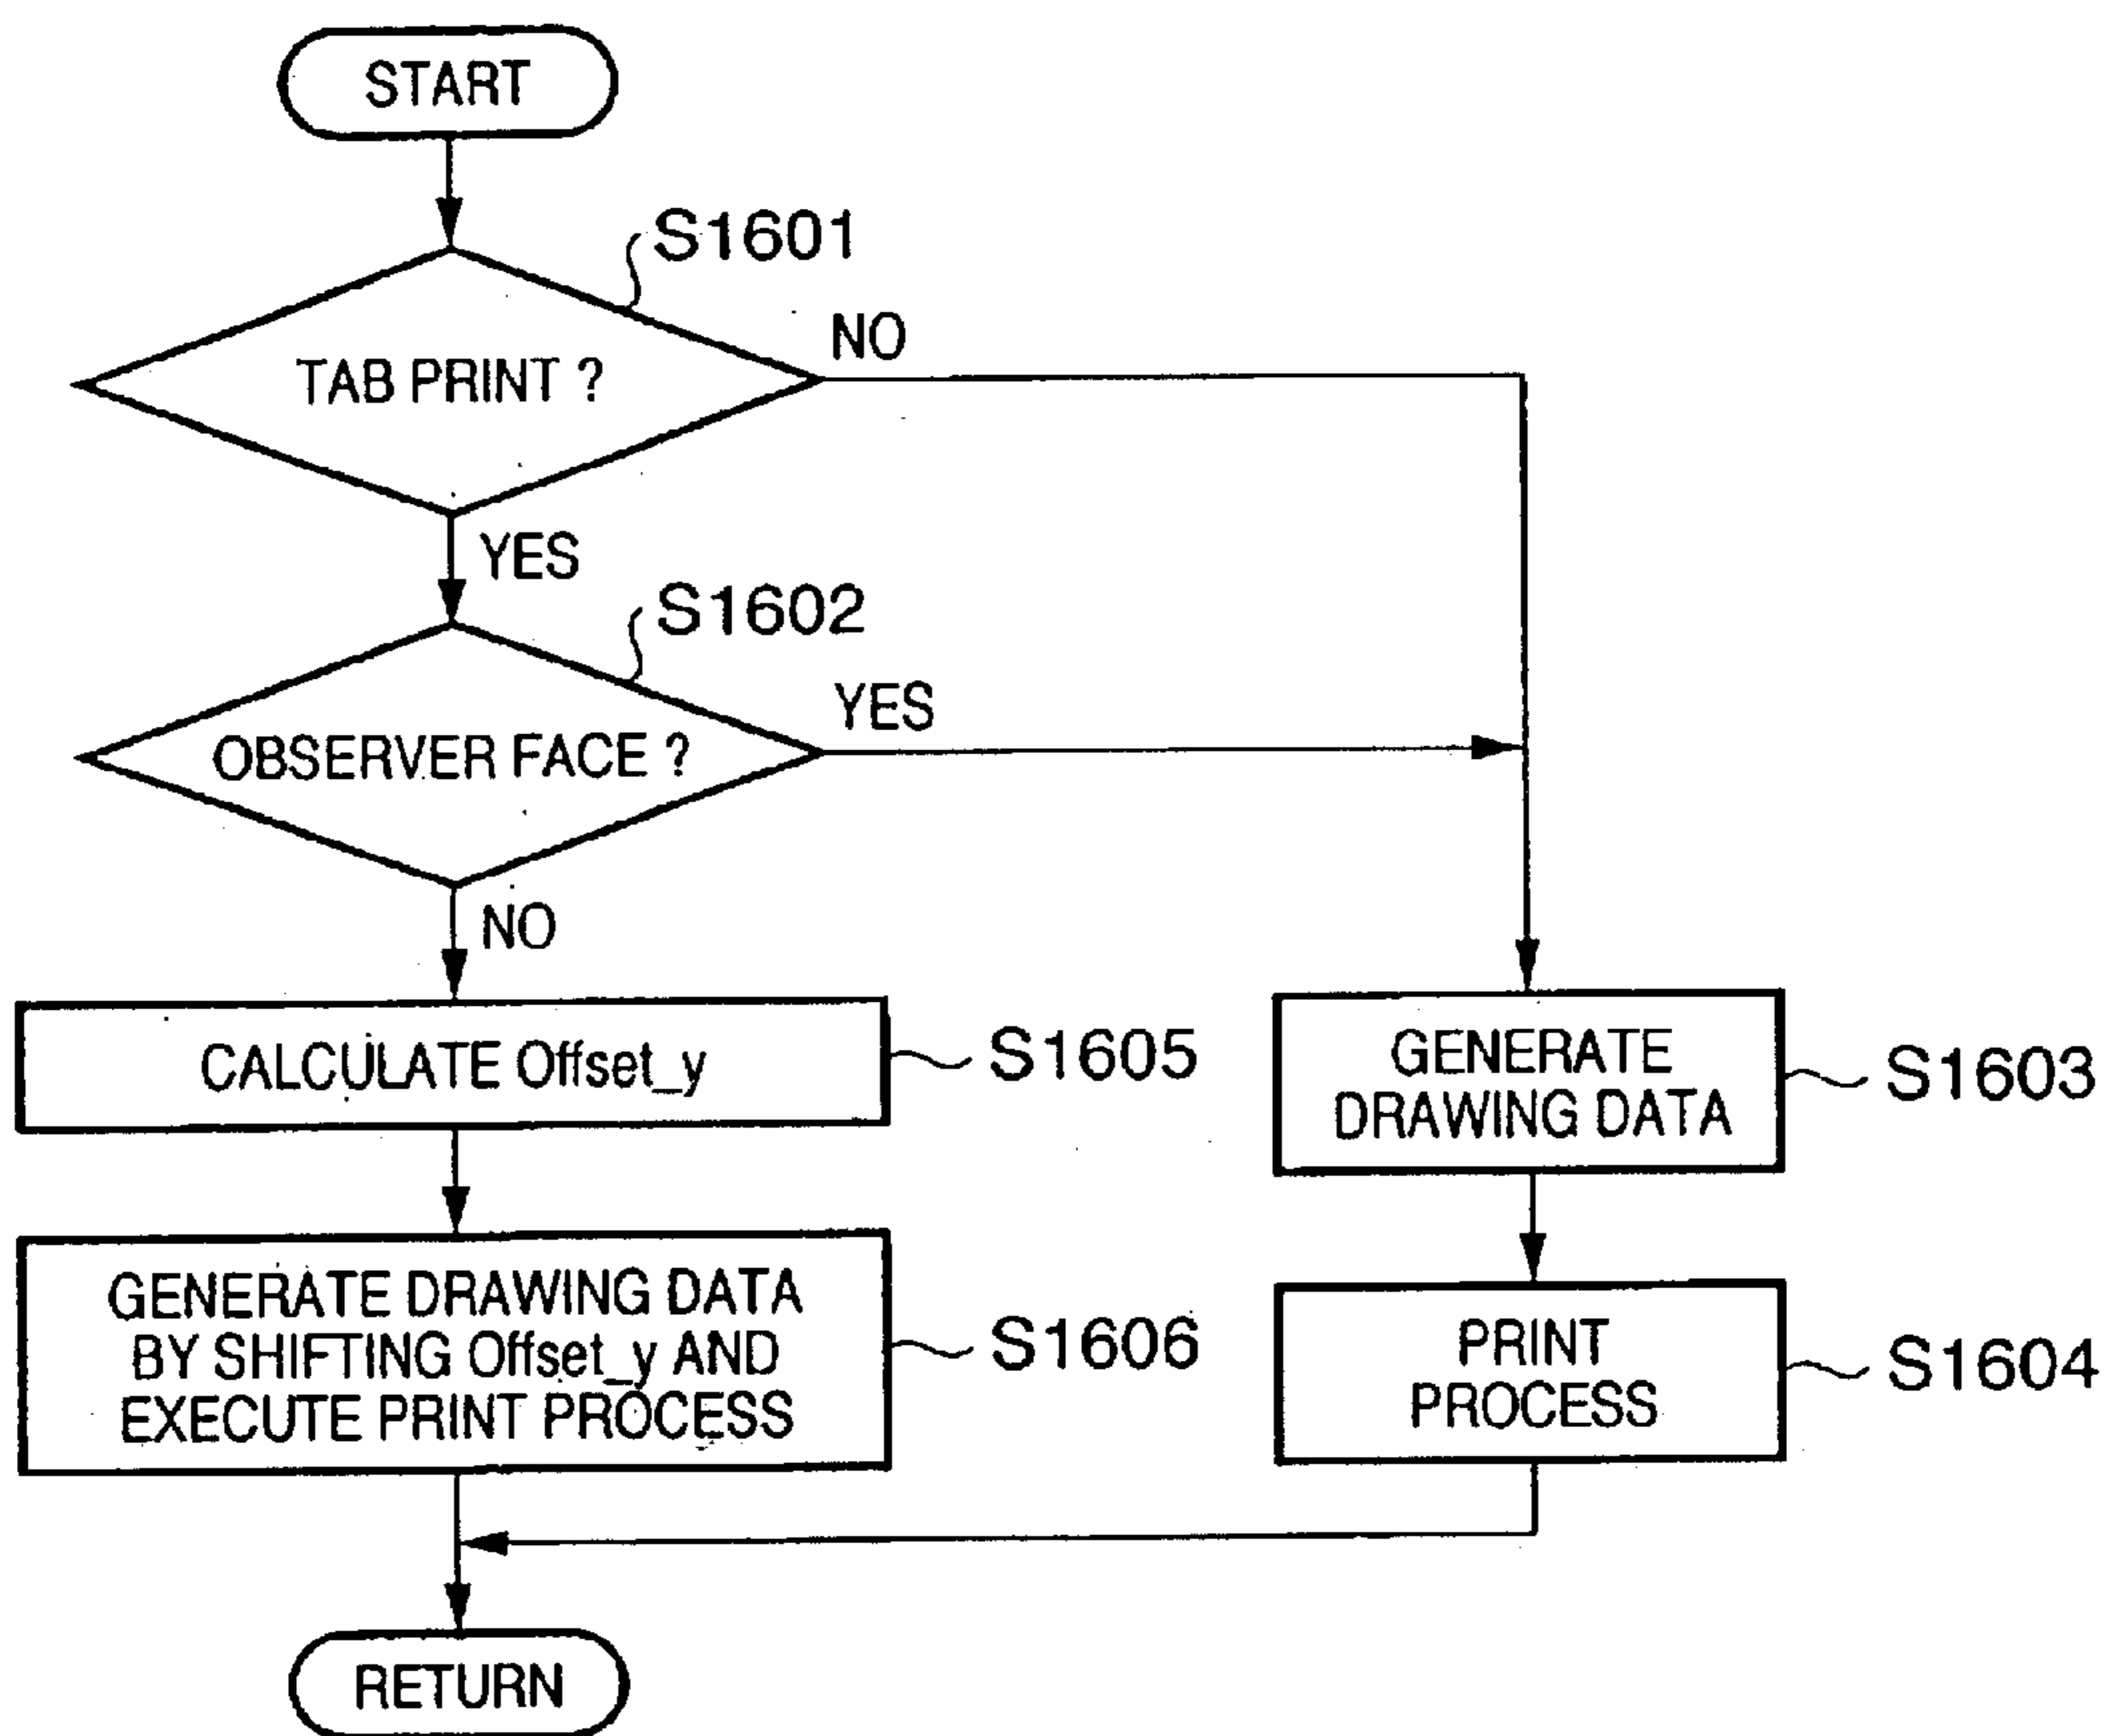 START
S1601
TAB PRINT ?
NO
YES
S1602
OBSERVER FACE ?
YES
NO
CALCULATE Offset_y
S1605
GENERATE
DRAWING DATA
S1603
GENERATE DRAWING DATA
BY SHIFTING Offset_y AND
EXECUTE PRINT PROCESS
S1606
PRINT
PROCESS
S1604
RETURN